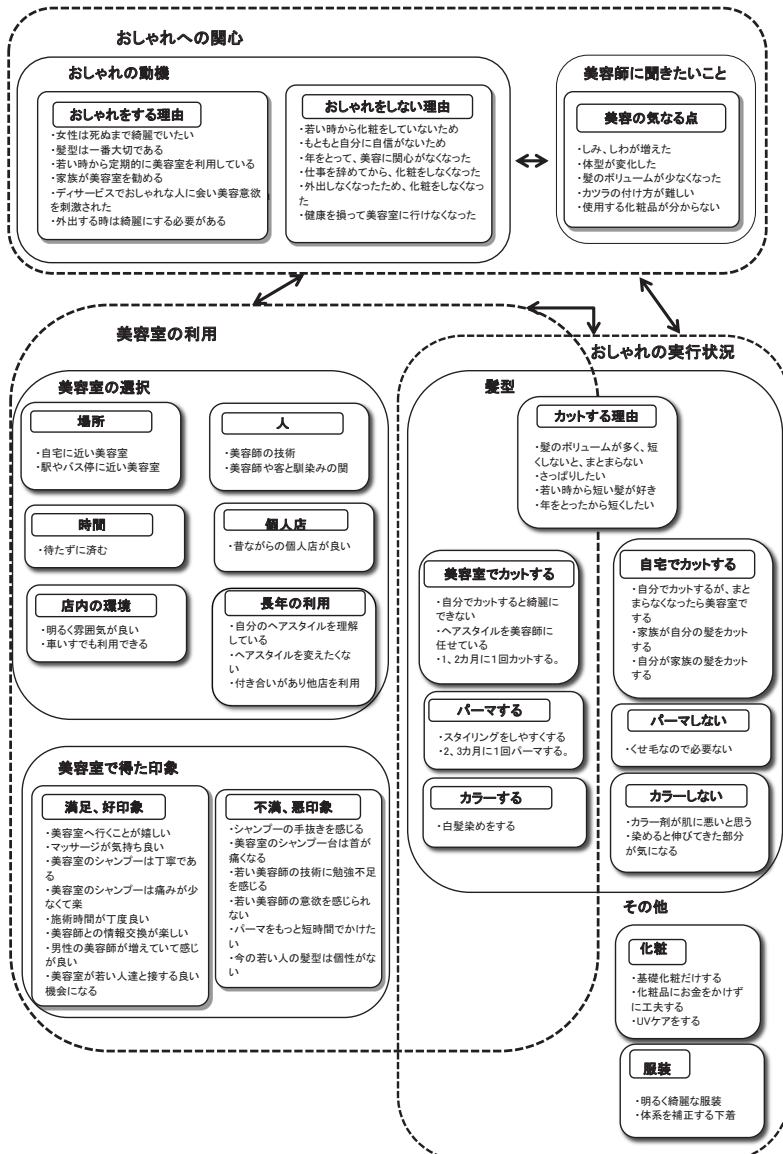 おしゃれへの関心
おしゃれの動機
おしゃれをする理由
・女性は死ぬまで綺麗でいたい
・髪型は一番大切である
・若い時から定期的に美容室を利用している
・家族が美容室を勧める
・ディサービスでおしゃれな人に会い美容意欲
を刺激された
・外出する時は綺麗にする必要がある
おしゃれをしない理由
・若い時から化粧をしていないため
・もともと自分に自信がないため
・年をとって、美容に関心がなくなった
・仕事を辞めてから、化粧をしなくなった
・外出しなくなったため、化粧をしなくなっ
た
・健康を損って美容室に行けなくなった
美容師に聞きたいこと
美容の気なる点
・しみ、しわが増えた
・体型が変化した
・髪のボリュームが少なくなった
・カツラの付け方が難しい
・使用する化粧品が分からない
美容室の利用
美容室の選択
場所
・自宅に近い美容室
・駅やバス停に近い美容室
人
・美容師の技術
・美容師や客と馴染みの関
時間
・待たずに済む
個人店
・昔ながらの個人店が良い
店内の環境
・明るく雰囲気が良い
・車いすでも利用できる
長年の利用
・自分のヘアスタイルを理解
している
・ヘアスタイルを変えたくな
い
・付き合いがあり他店を利用
美容室で得た印象
満足、好印象
・美容室へ行くことが嬉しい
・マッサージが気持ち良い
・美容室のシャンプーは丁寧であ
る
・美容室のシャンプーは痛みが少
なくて楽
・施術時間が丁度良い
・美容師との情報交換が楽しい
・男性の美容師が増えていて感じ
が良い
・美容室が若い人達と接する良い
機会になる
不満、悪印象
・シャンプーの手抜きを感じる
・美容室のシャンプー台は首が
痛くなる
・若い美容師の技術に勉強不足
を感じる
・若い美容師の意欲を感じられ
ない
・パーマをもっと短時間でかけた
い
・今の若い人の髪型は個性がな
い
おしゃれの実行状況
髪型
カットする理由
・髪のボリュームが多く、短
くしないと、まとまらない
・さっぱりしたい
・若い時から短い髪が好き
・年をとったから短くしたい
美容室でカットする
・自分でカットすると綺麗に
できない
・ヘアスタイルを美容師に
任せている
・1、2カ月に1回カットする。
自宅でカットする
・自分でカットするが、まと
まらなくなったら美容室で
する
・家族が自分の髪をカット
する
・自分が家族の髪をカット
する
パーマする
・スタイリングをしやすくする
・2、3カ月に1回パーマする。
パーマしない
・くせ毛なので必要ない
カラーする
・白髪染めをする
カラーしない
・カラー剤が肌に悪いと思う
・染めると伸びてきた部分
が気になる
その他
化粧
・基礎化粧だけする
・化粧品にお金をかけず
に工夫する
・UVケアをする
服装
・明るく綺麗な服装
・体系を補正する下着